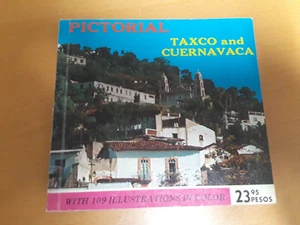 PICTORIAL
TAXCO and
CUERNAVACA
WITH 109 ILLUSTRATIONS IN COLOR
23 95
PESOS